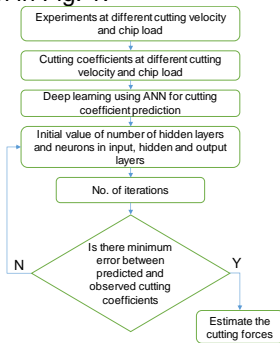 Experiments at different cutting velocity
and chip load
Cutting coefficients at different cutting
velocity and chip load
Deep learning using ANN for cutting
coefficient prediction
Initial value of number of hidden layers
and neurons in input, hidden and output
layers
No. of iterations
Is there minimum
error between
predicted and
observed cutting
coefficients
N
Y
Estimate the
cutting forces